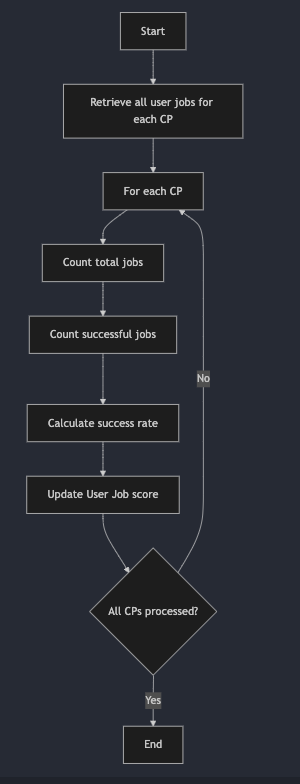 Start
Retrieve all user jobs for
each CP
For each CP
Count total jobs
Count successful jobs
No
Calculate success rate
Update User Job score
All CPs processed?
Yes
End